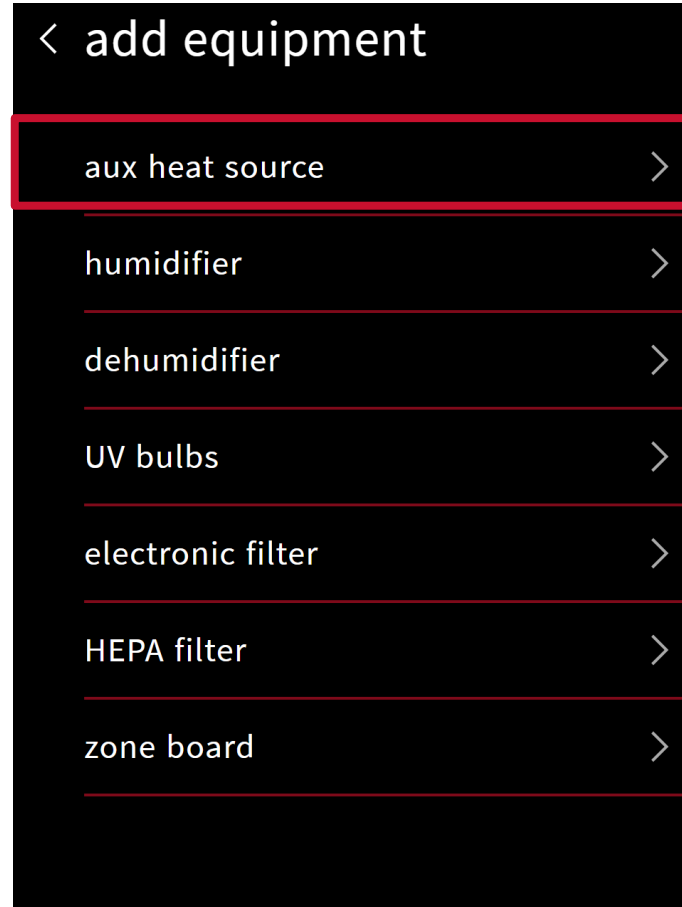 add equipment
aux heat source
humidifier
dehumidifier
UV bulbs
electronic filter
HEPA filter
zone board